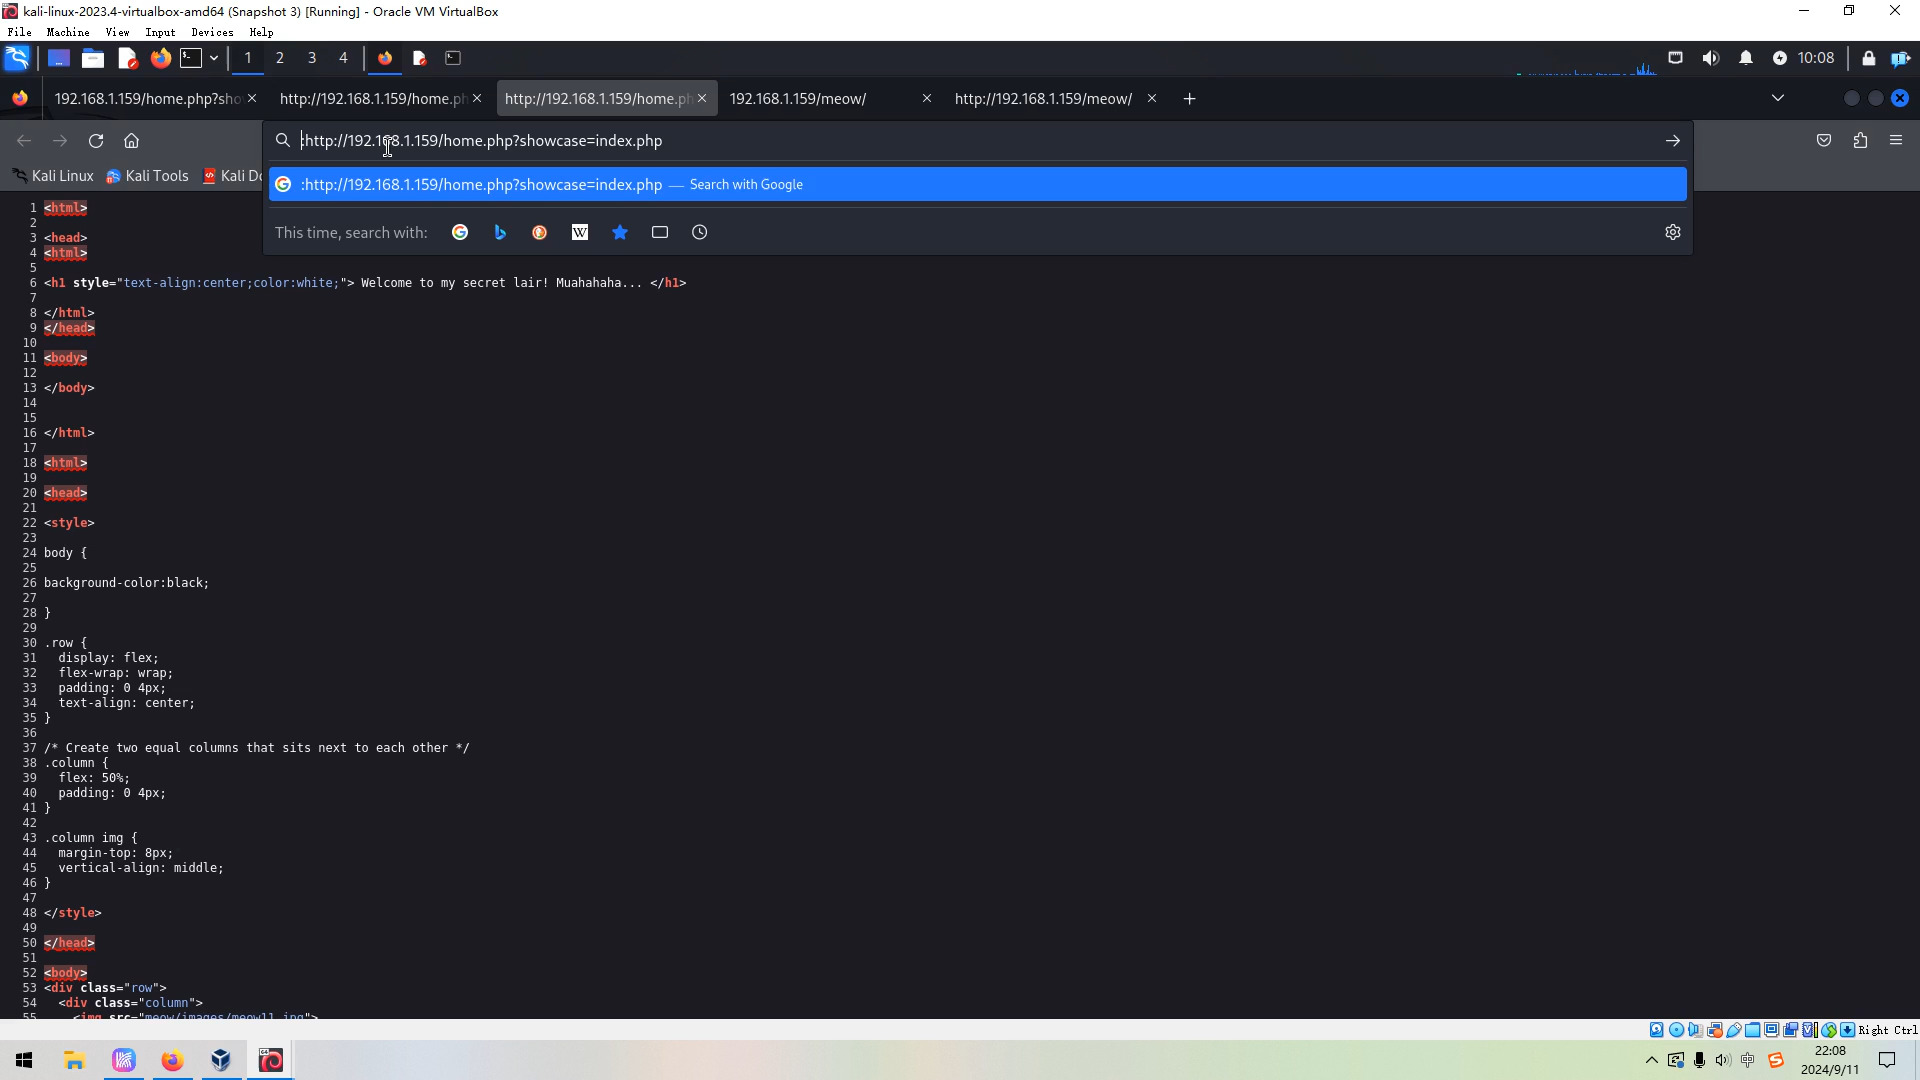 kali-linux-2023.4-virtualbox-amd64 (Snapshot 3) [Running] - Oracle VM VirtualBox
File Machine View Input Devices Help
1 2 3 4 10:08
192.168.1.159/home.php?sho http://192.168.1.159/home.ph http://192.168.1.159/home.ph 192.168.1.159/meow/ http://192.168.1.159/meow/
:http://192.168.1.159/home.php?showcase=index.php
Kali Linux Kali Tools Kali Do
:http://192.168.1.159/home.php?showcase=index.php — Search with Google
This time, search with:
1 <html>
2
3 <head>
4 <html>
5
6 <h1 style="text-align:center;color:white;"> Welcome to my secret lair! Muahahaha... </h1>
7
8 </html>
9 </head>
10
11 <body>
12
13 </body>
14
15
16 </html>
17
18 <html>
19
20 <head>
21
22 <style>
23
24 body {
25
26 background-color:black;
27
28 }
29
30 .row {
31 display: flex;
32 flex-wrap: wrap;
33 padding: 0 4px;
34 text-align: center;
35 }
36
37 /* Create two equal columns that sits next to each other */
38 .column {
39 flex: 50%;
40 padding: 0 4px;
41 }
42
43 .column img {
44 margin-top: 8px;
45 vertical-align: middle;
46 }
47
48 </style>
49
50 </head>
51
52 <body>
53 <div class="row">
54 <div class="column">
55 <img src="meow/images/meow11.jpg">
Right Ctrl
中
22:08
2024/9/11